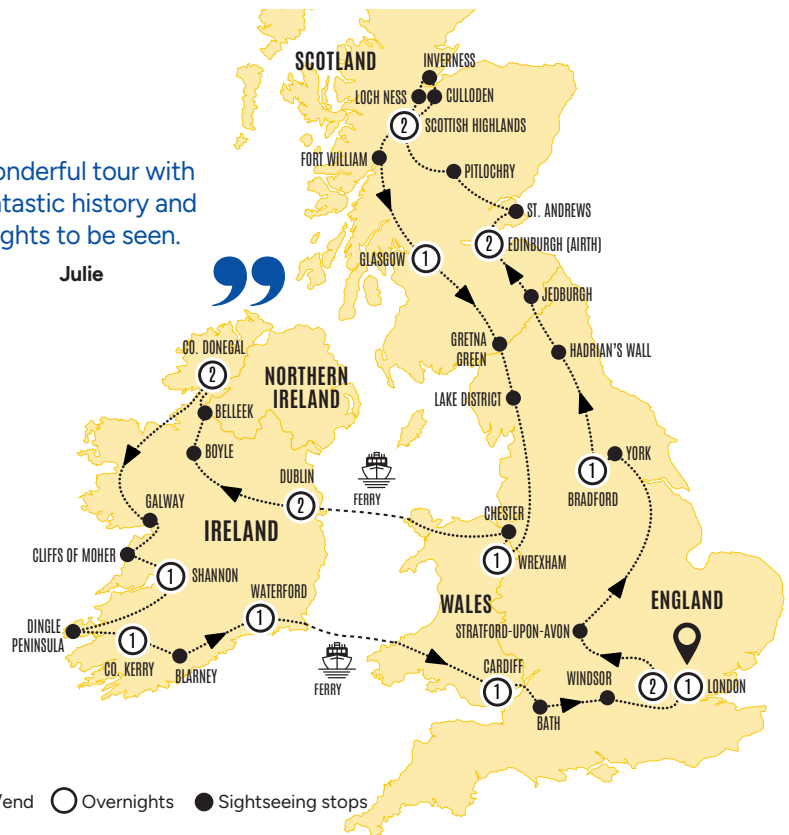 onderful tour with
tastic history and
ghts to be seen.
Julie
”
SCOTLAND
INVERNESS
LOCH NESS
CULLODEN
2
SCOTTISH HIGHLANDS
FORT WILLIAM
PITLOCHRY
ST. ANDREWS
2
EDINBURGH (AIRTH)
GLASGOW
1
JEDBURGH
GRETNA
GREEN
HADRIAN'S WALL
LAKE DISTRICT
CO. DONEGAL
2
NORTHERN
IRELAND
BELLEEK
BOYLE
YORK
1
BRADFORD
DUBLIN
2
FERRY
GALWAY
IRELAND
CHESTER
CLIFFS OF MOHER
1
SHANNON
1
WREXHAM
WATERFORD
1
WALES
ENGLAND
DINGLE
PENINSULA
1
CO. KERRY
BLARNEY
STRATFORD-UPON-AVON
FERRY
CARDIFF
1
WINDSOR
2
1
LONDON
BATH
/end
Overnights
Sightseeing stops